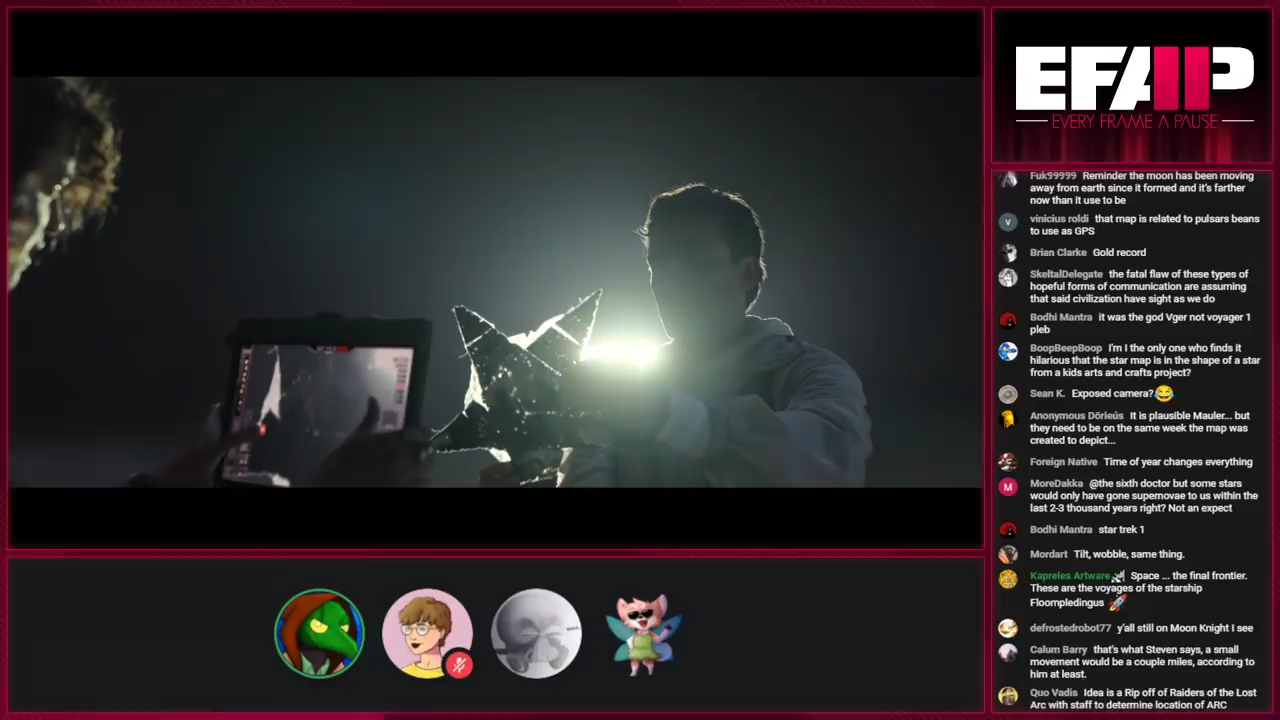 EFAP
EVERY FRAME A PAUSE
Fuk99999 Reminder the moon has been moving
away from earth since it formed and it's farther
now than it use to be
vinicius roldi that map is related to pulsars beans
to use as GPS
Brian Clarke Gold record
SkeltalDelegate the fatal flaw of these types of
hopeful forms of communication are assuming
that said civilization have sight as we do
Bodhi Mantra it was the god Vger not voyager 1
pleb
BoopBeepBoop I'm I the only one who finds it
hilarious that the star map is in the shape of a star
from a kids arts and crafts project?
Sean K. Exposed camera?😂
Anonymous Dōrieús It is plausible Mauler... but
they need to be on the same week the map was
created to depict...
Foreign Native Time of year changes everything
M
MoreDakka @the sixth doctor but some stars
would only have gone supernovae to us within the
last 2-3 thousand years right? Not an expect
Bodhi Mantra star trek 1
Mordart Tilt, wobble, same thing.
Kapreles Artware Space ... the final frontier.
These are the voyages of the starship
Floompledingus 🚀
defrostedrobot77 y'all still on Moon Knight I see
Calum Barry that's what Steven says, a small
movement would be a couple miles, according to
him at least.
Quo Vadis Idea is a Rip off of Raiders of the Lost
Arc with staff to determine location of ARC